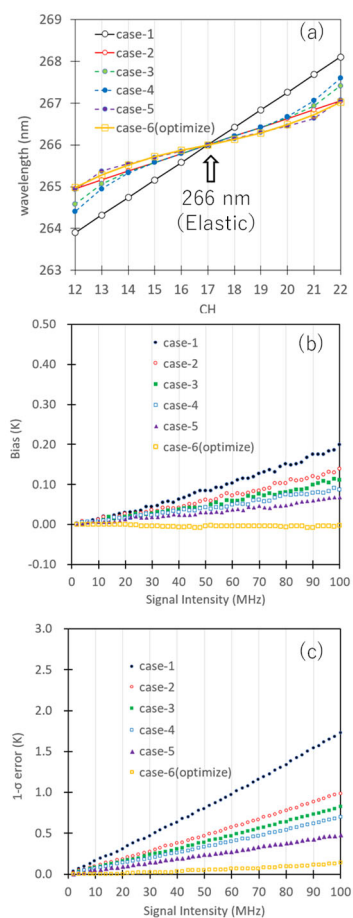 (a)
269
268
267
266
265
264
263
wavelength (nm)
case-1
case-2
case-3
case-4
case-5
case-6(optimize)
266 nm
(Elastic)
12 13 14 15 16 17 18 19 20 21 22
CH
(b)
0.50
0.40
0.30
0.20
0.10
0.00
-0.10
Bias (K)
case-1
case-2
case-3
case-4
case-5
case-6(optimize)
0 10 20 30 40 50 60 70 80 90 100
Signal Intensity (MHz)
(c)
3.0
2.5
2.0
1.5
1.0
0.5
0.0
1-σ error (K)
case-1
case-2
case-3
case-4
case-5
case-6(optimize)
0 10 20 30 40 50 60 70 80 90 100
Signal Intensity (MHz)